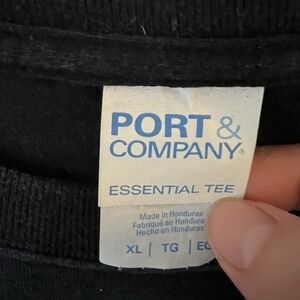 PORT &
COMPANY®
ESSENTIAL TEE
Made in Honduras
Fabriqué au Honduras
Hecho en Honduras
XL | TG |